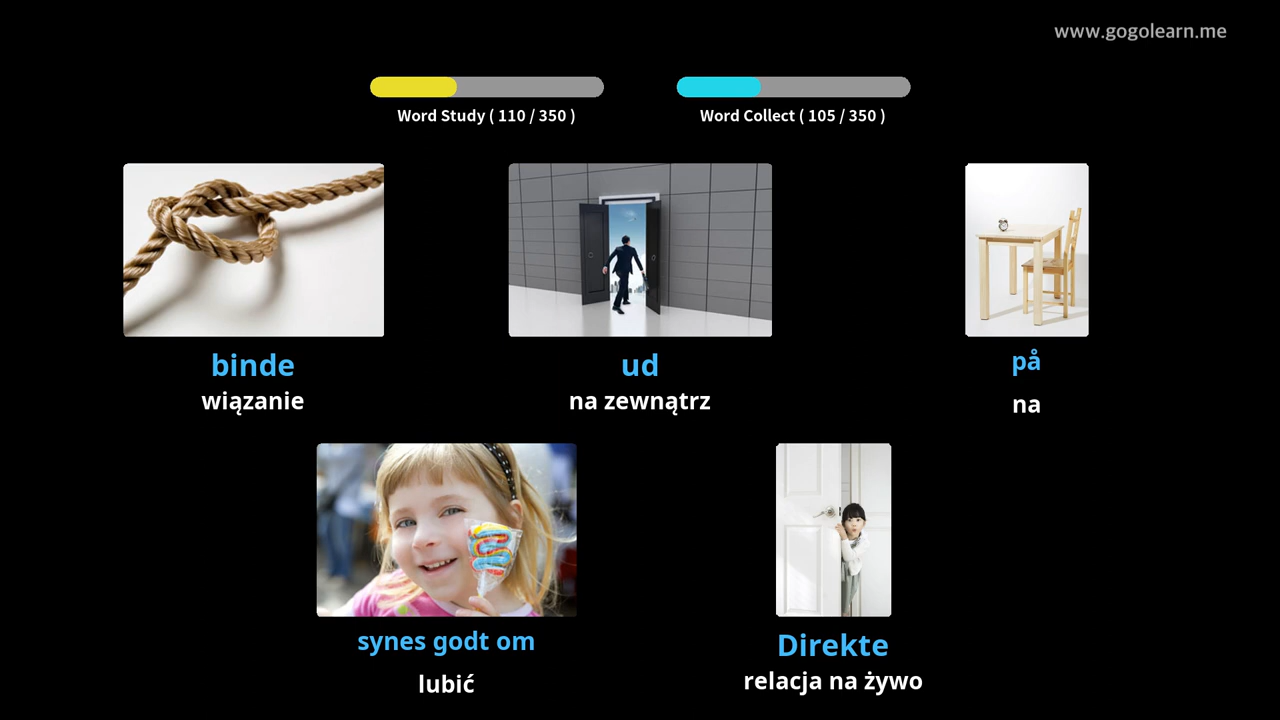 www.gogolearn.me
Word Study ( 110 / 350 )
Word Collect ( 105 / 350 )
binde
wiązanie
ud
na zewnątrz
på
na
synes godt om
lubić
Direkte
relacja na żywo